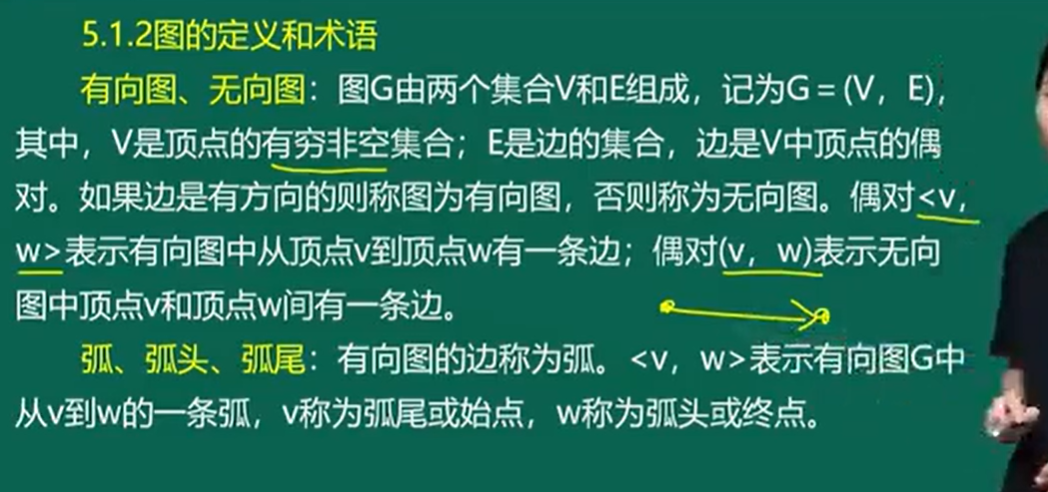 5.1.2图的定义和术语
有向图、无向图：图G由两个集合V和E组成，记为G＝(V，E)，
其中，V是顶点的有穷非空集合；E是边的集合，边是V中顶点的偶
对。如果边是有方向的则称图为有向图，否则称为无向图。偶对<v，
w>表示有向图中从顶点v到顶点w有一条边；偶对(v，w)表示无向
图中顶点v和顶点w间有一条边。
弧、弧头、弧尾：有向图的边称为弧。<v，w>表示有向图G中
从v到w的一条弧，v称为弧尾或始点，w称为弧头或终点。